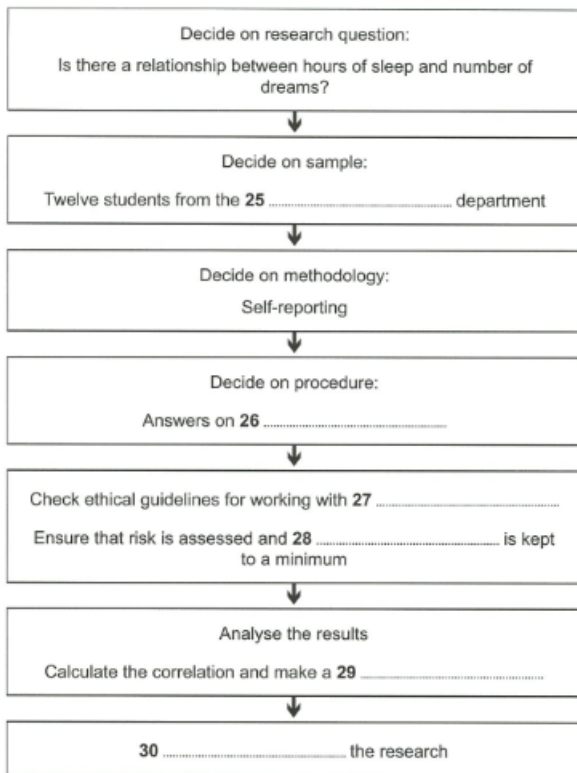 Decide on research question:
Is there a relationship between hours of sleep and number of
dreams?
Decide on sample:
Twelve students from the 25 ........................................ department
Decide on methodology:
Self-reporting
Decide on procedure:
Answers on 26 ........................................
Check ethical guidelines for working with 27 ........................................
Ensure that risk is assessed and 28 ........................................ is kept
to a minimum
Analyse the results
Calculate the correlation and make a 29 ........................................
30 ........................................ the research